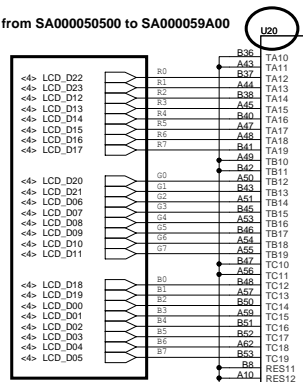 from SA000050500 to SA000059A00
U20
B36 TA10
A43 TA11
<4> LCD_D22 R0 B37 TA12
<4> LCD_D23 R1 A44 TA13
<4> LCD_D12 R2 B38 TA14
<4> LCD_D13 R3 A45 TA15
<4> LCD_D14 R4 B40 TA16
<4> LCD_D15 R5 A47 TA17
<4> LCD_D16 R6 A48 TA18
<4> LCD_D17 R7 B41 TA19
A49 TB10
B42 TB11
<4> LCD_D20 G0 A50 TB12
<4> LCD_D21 G1 B43 TB13
<4> LCD_D06 G2 A51 TB14
<4> LCD_D07 G3 B45 TB15
<4> LCD_D08 G4 A53 TB16
<4> LCD_D09 G5 B46 TB17
<4> LCD_D10 G6 A54 TB18
<4> LCD_D11 G7 A55 TB19
B47 TC10
A56 TC11
<4> LCD_D18 B0 B48 TC12
<4> LCD_D19 B1 A57 TC13
<4> LCD_D00 B2 B50 TC14
<4> LCD_D01 B3 A59 TC15
<4> LCD_D02 B4 B51 TC16
<4> LCD_D03 B5 B52 TC17
<4> LCD_D04 B6 A62 TC18
<4> LCD_D05 B7 B53 TC19
B8 RES11
A10 RES12